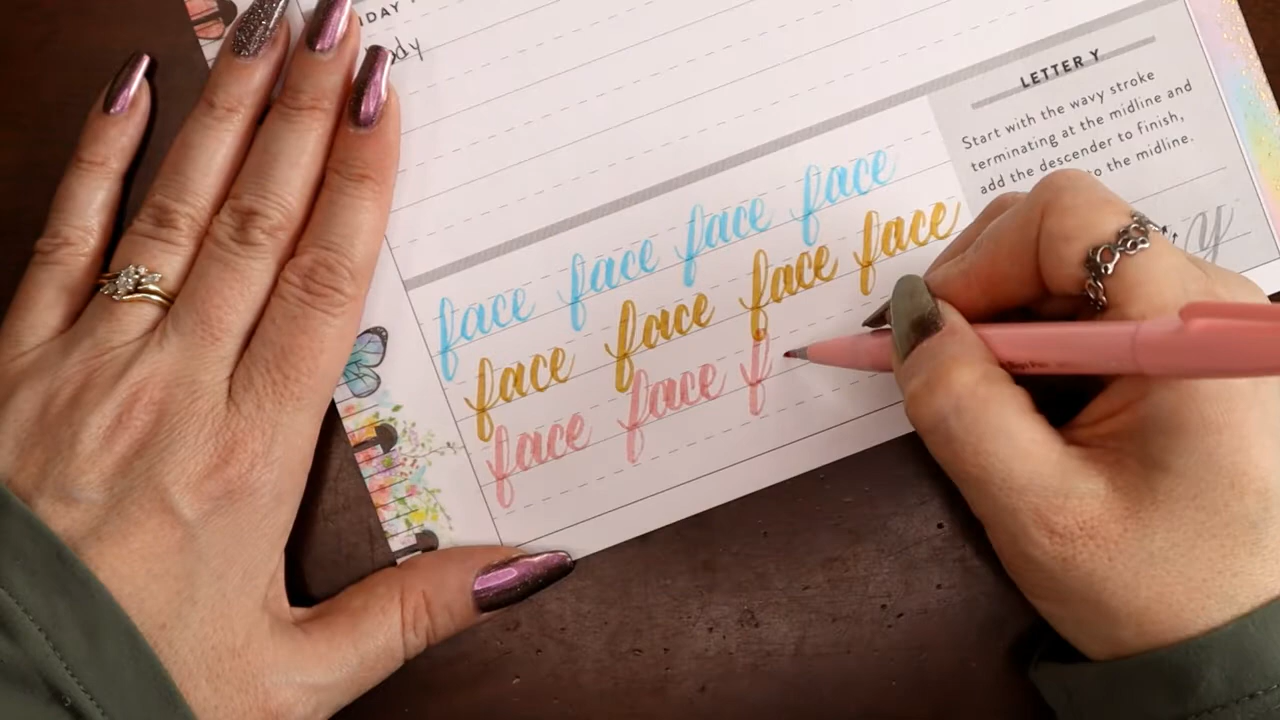 LETTER Y
Start with the wavy stroke
terminating at the midline and
add the descender to finish,
to the midline.
y
face face face face
face face face face
face face f